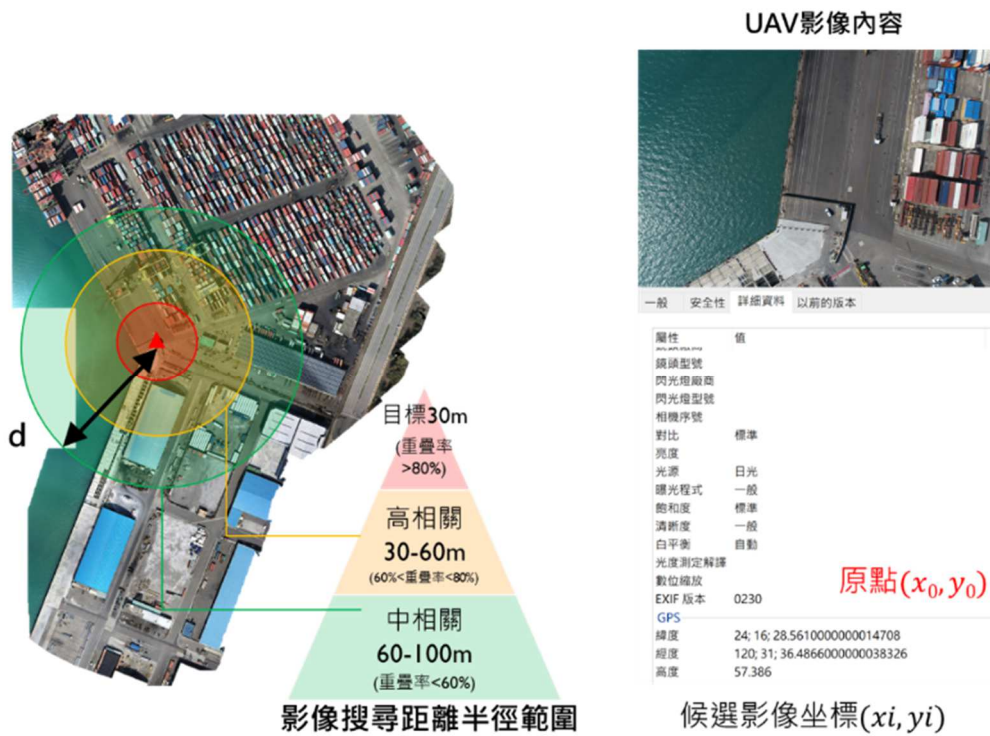 UAV影像內容
d
目標30m
(重疊率
>80%)
高相關
30-60m
(60%<重疊率<80%)
中相關
60-100m
(重疊率<60%)
影像搜尋距離半徑範圍
一般 安全性 詳細資料 以前的版本
屬性 值
鏡頭型號
閃光燈廠商
閃光燈型號
相機序號
對比 標準
亮度
光源 日光
曝光程式 一般
飽和度 標準
清晰度 一般
白平衡 自動
光度測定解譯
數位縮放
EXIF 版本 0230
GPS
緯度 24; 16; 28.5610000000014708
經度 120; 31; 36.4866000000038326
高度 57.386
原點(x₀,y₀)
候選影像坐標(xi,yi)